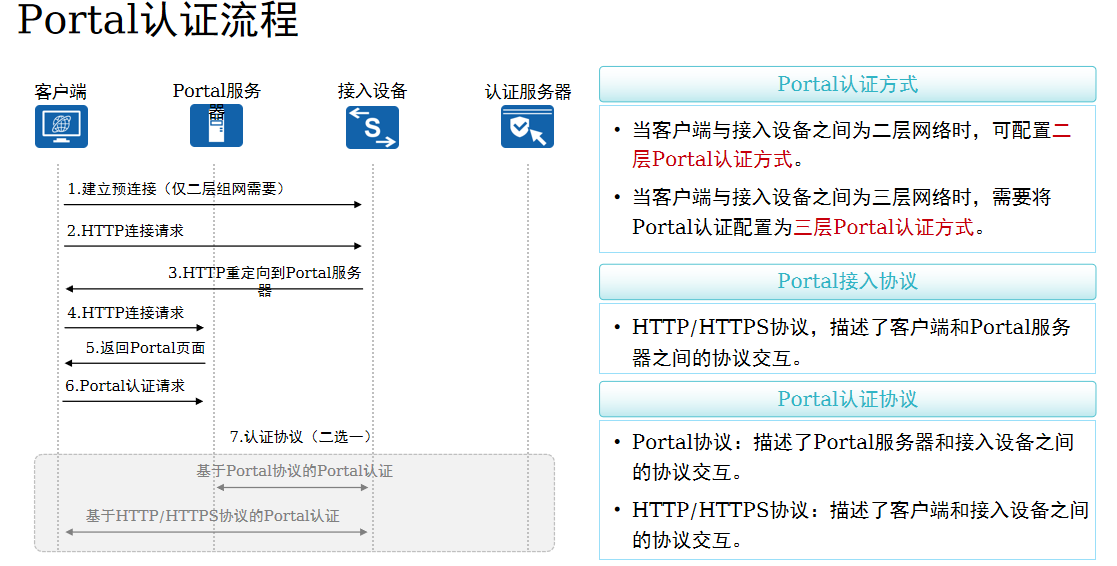 Portal认证流程
客户端
Portal服务
器
接入设备
认证服务器
S
1.建立预连接（仅二层组网需要）
2.HTTP连接请求
3.HTTP重定向到Portal服务
器
4.HTTP连接请求
5.返回Portal页面
6.Portal认证请求
7.认证协议（二选一）
基于Portal协议的Portal认证
基于HTTP/HTTPS协议的Portal认证
Portal认证方式
• 当客户端与接入设备之间为二层网络时，可配置二
层Portal认证方式。
• 当客户端与接入设备之间为三层网络时，需要将
Portal认证配置为三层Portal认证方式。
Portal接入协议
• HTTP/HTTPS协议，描述了客户端和Portal服务
器之间的协议交互。
Portal认证协议
• Portal协议：描述了Portal服务器和接入设备之间
的协议交互。
• HTTP/HTTPS协议：描述了客户端和接入设备之间
的协议交互。